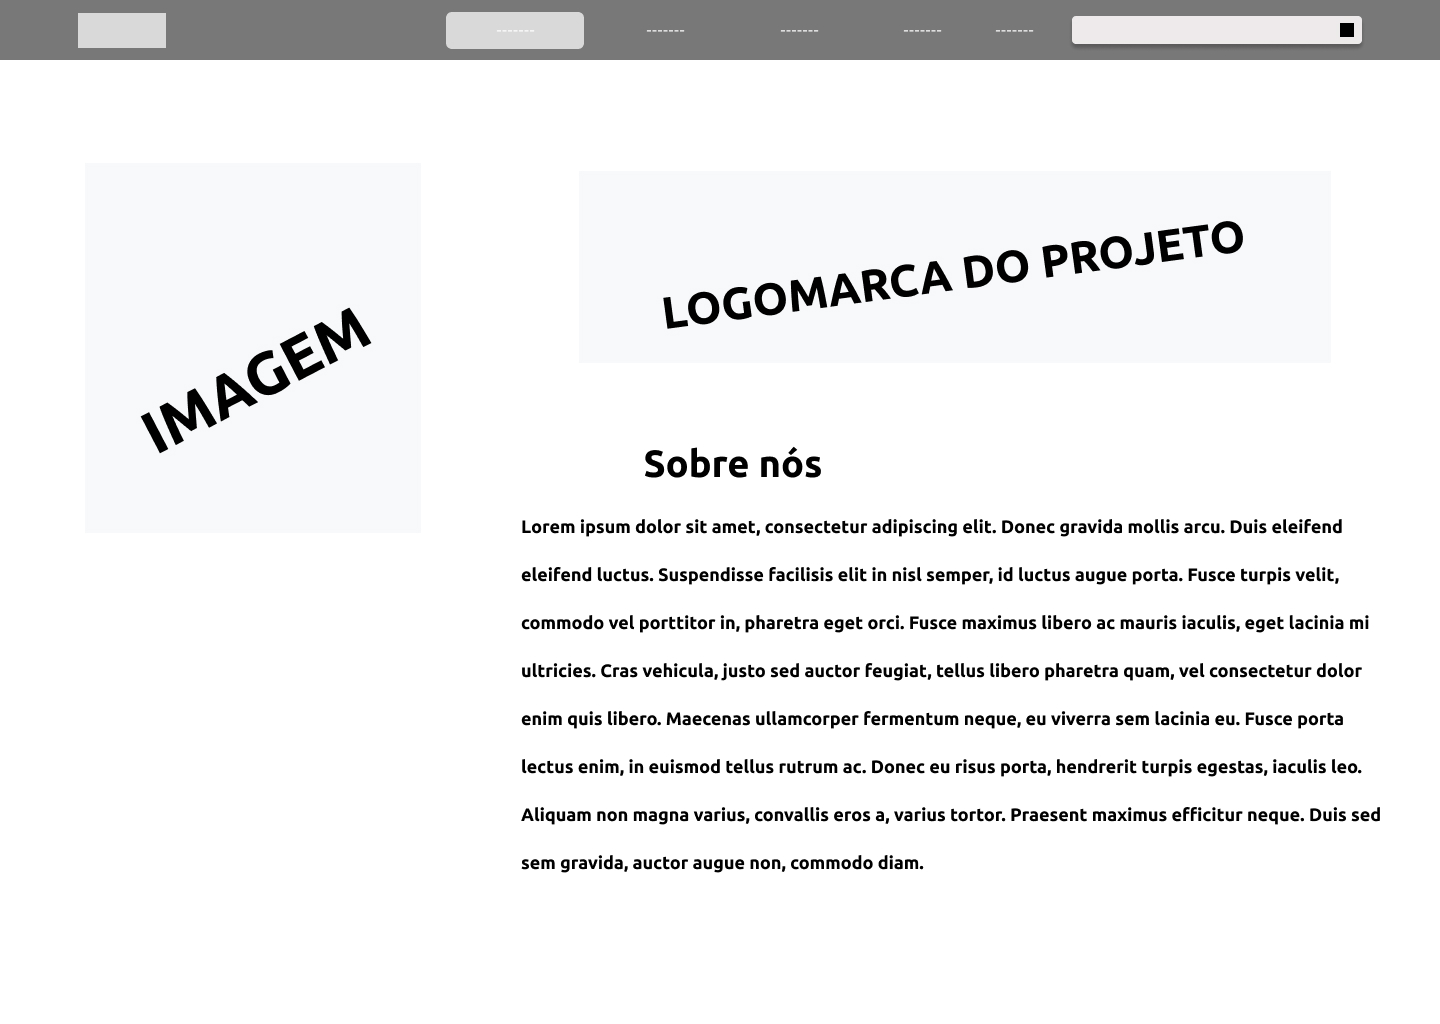 ------- ------- ------- ------- -------
IMAGEM
LOGOMARCA DO PROJETO
Sobre nós
Lorem ipsum dolor sit amet, consectetur adipiscing elit. Donec gravida mollis arcu. Duis eleifend
eleifend luctus. Suspendisse facilisis elit in nisl semper, id luctus augue porta. Fusce turpis velit,
commodo vel porttitor in, pharetra eget orci. Fusce maximus libero ac mauris iaculis, eget lacinia mi
ultricies. Cras vehicula, justo sed auctor feugiat, tellus libero pharetra quam, vel consectetur dolor
enim quis libero. Maecenas ullamcorper fermentum neque, eu viverra sem lacinia eu. Fusce porta
lectus enim, in euismod tellus rutrum ac. Donec eu risus porta, hendrerit turpis egestas, iaculis leo.
Aliquam non magna varius, convallis eros a, varius tortor. Praesent maximus efficitur neque. Duis sed
sem gravida, auctor augue non, commodo diam.